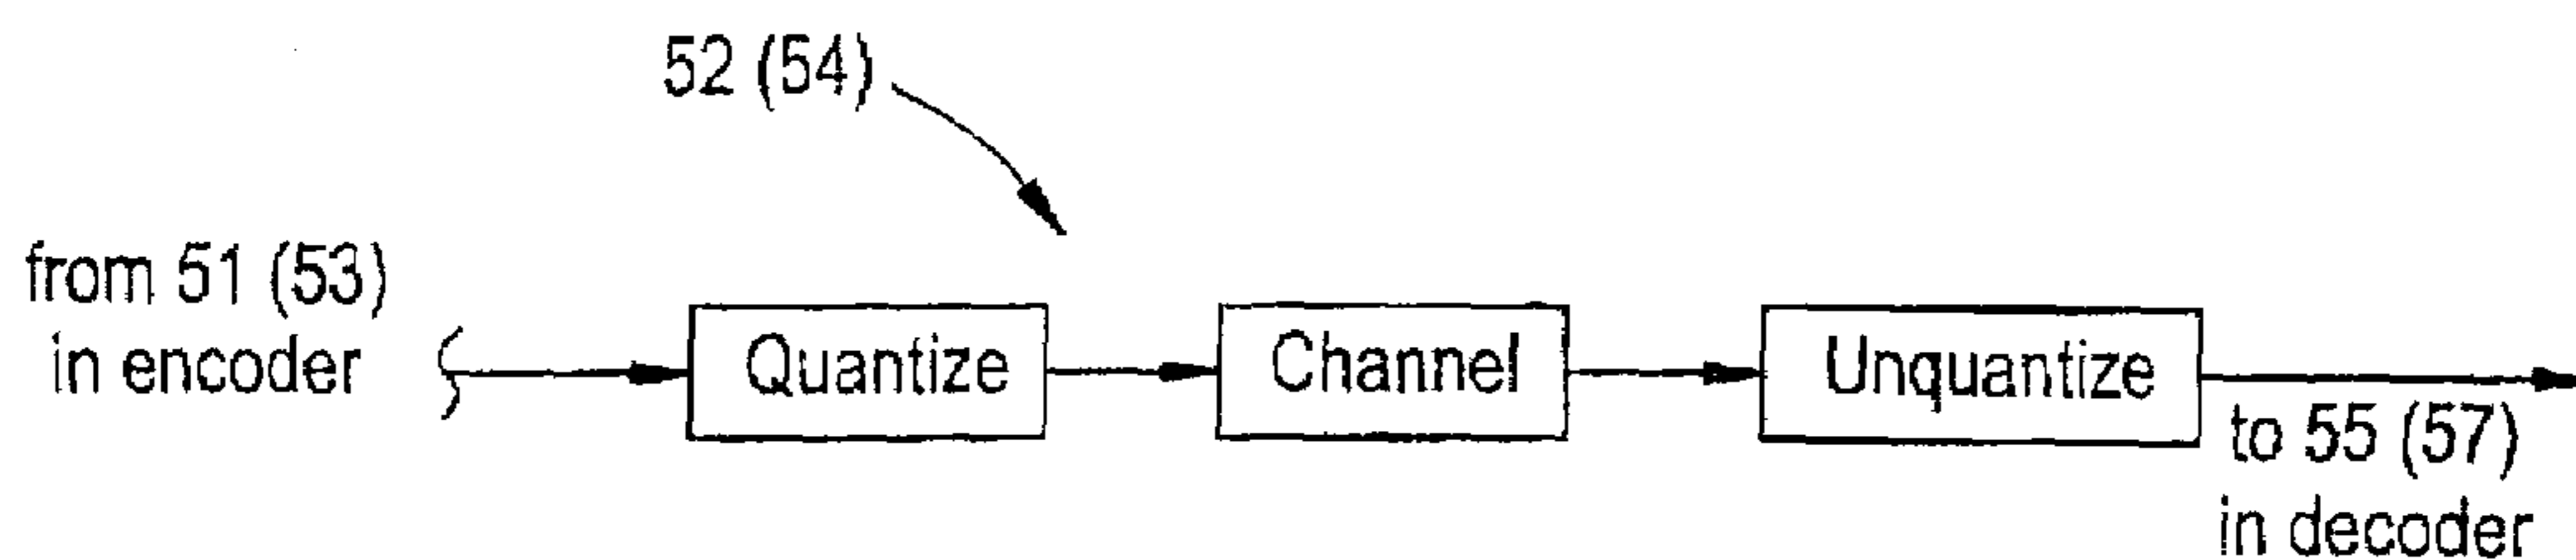 52 (54)
from 51 (53)
in encoder
Quantize
Channel
Unquantize
to 55 (57)
in decoder